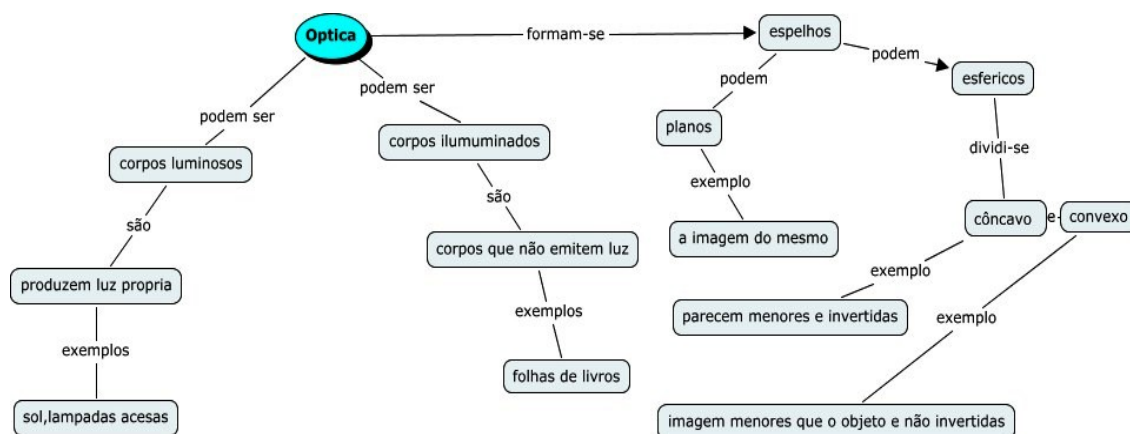 Optica
formam-se
espelhos
podem
podem
esfericos
podem ser
podem ser
planos
corpos ilumuminados
corpos luminosos
dividi-se
exemplo
são
são
côncavo
e
convexo
a imagem do mesmo
corpos que não emitem luz
exemplo
produzem luz propria
exemplos
parecem menores e invertidas
exemplo
exemplos
folhas de livros
sol,lampadas acesas
imagem menores que o objeto e não invertidas